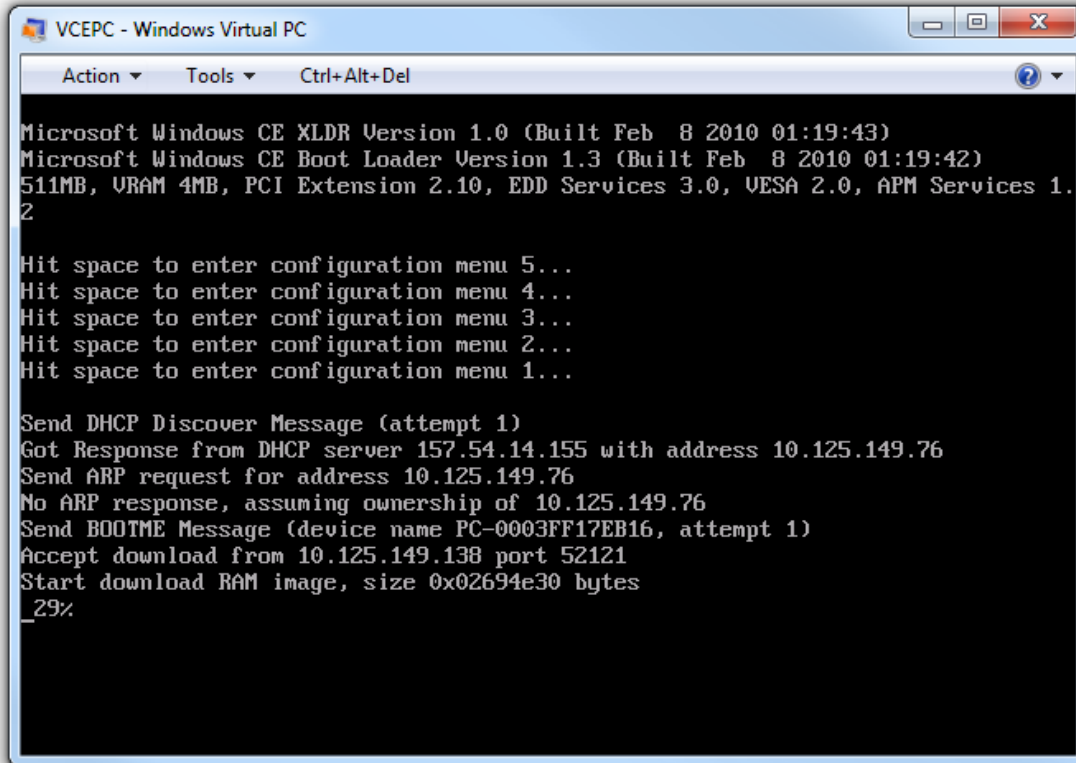 VCEPC - Windows Virtual PC
Action Tools Ctrl+Alt+Del
Microsoft Windows CE XLDR Version 1.0 (Built Feb  8 2010 01:19:43)
Microsoft Windows CE Boot Loader Version 1.3 (Built Feb  8 2010 01:19:42)
511MB, VRAM 4MB, PCI Extension 2.10, EDD Services 3.0, VESA 2.0, APM Services 1.
2
Hit space to enter configuration menu 5...
Hit space to enter configuration menu 4...
Hit space to enter configuration menu 3...
Hit space to enter configuration menu 2...
Hit space to enter configuration menu 1...
Send DHCP Discover Message (attempt 1)
Got Response from DHCP server 157.54.14.155 with address 10.125.149.76
Send ARP request for address 10.125.149.76
No ARP response, assuming ownership of 10.125.149.76
Send BOOTME Message (device name PC-0003FF17EB16, attempt 1)
Accept download from 10.125.149.138 port 52121
Start download RAM image, size 0x02694e30 bytes
_29%